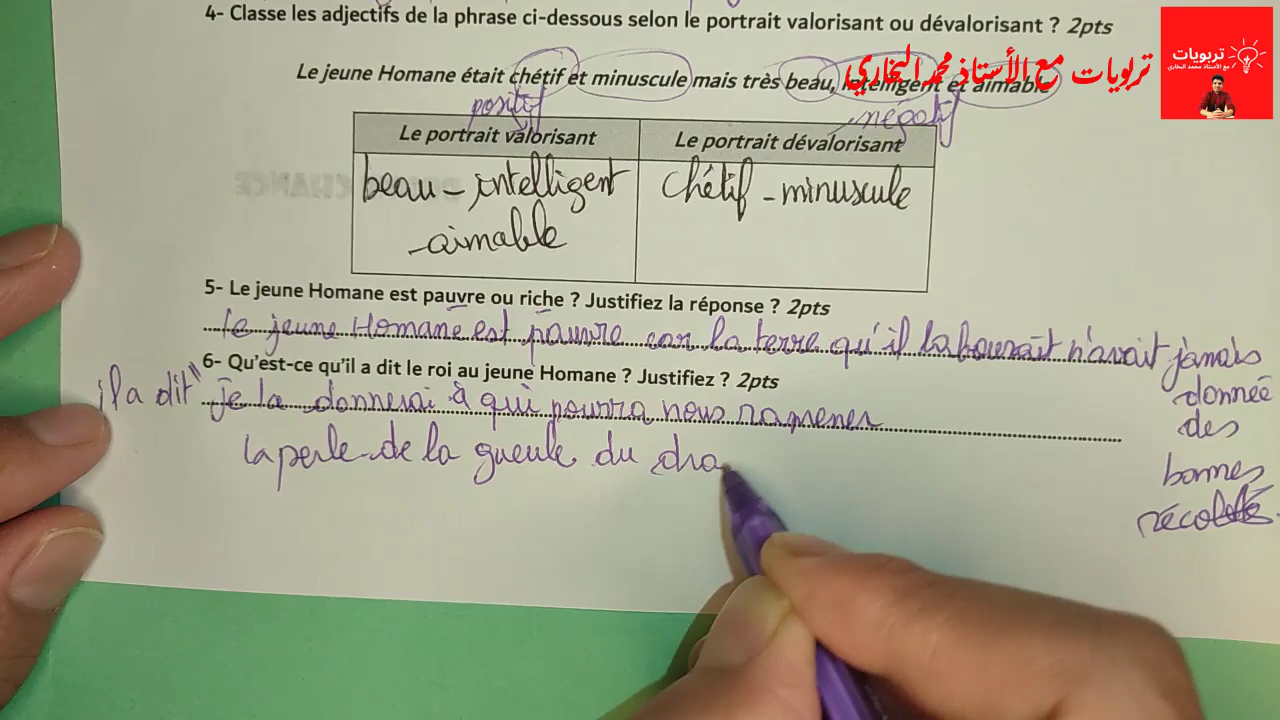 4- Classe les adjectifs de la phrase ci-dessous selon le portrait valorisant ou dévalorisant ? 2pts
تربويات مع الأستاذ محمد البخاري
تربويات
مع الأستاذ محمد البخاري
Le jeune Homane était chétif et minuscule mais très beau, intelligent et aimable
positif négatif
Le portrait valorisant Le portrait dévalorisant
beau - intelligent chétif - minuscule
- aimable
5- Le jeune Homane est pauvre ou riche ? Justifiez la réponse ? 2pts
le jeune Homane est pauvre car la terre qu'il labourait n'avait jamais
donnée
des
bonnes
6- Qu'est-ce qu'il a dit le roi au jeune Homane ? Justifiez ? 2pts
il a dit " je la donnerai à qui pourra nous ramener
la perle de la gueule du dra